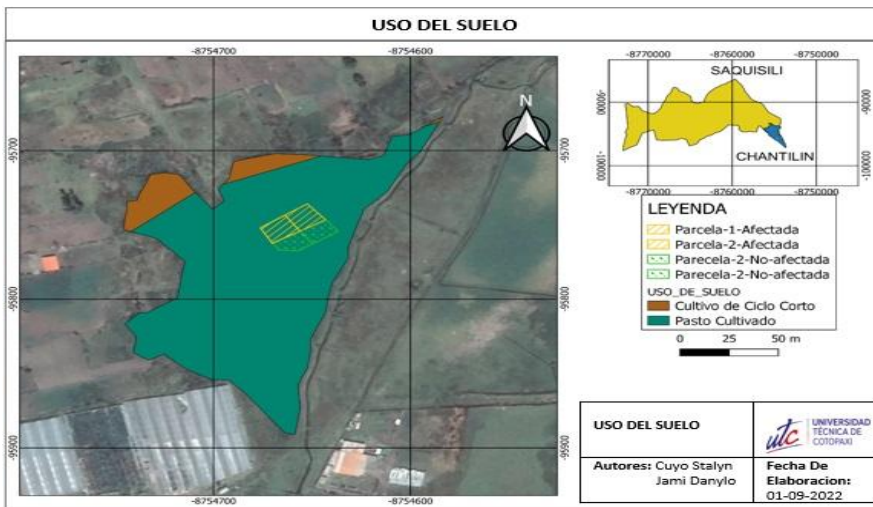 USO DEL SUELO
-8754700 -8754600
-95700
-95800
-95900
-95700
-95800
-95900
-8754700 -8754600
N
-8770000 -8760000 -8750000
SAQUISILI
-90000
-100000
-90000
-100000
CHANTILIN
-8770000 -8760000 -8750000
LEYENDA
Parcela-1-Afectada
Parcela-2-Afectada
Parecela-2-No-afectada
Parecela-2-No-afectada
USO_DE_SUELO
Cultivo de Ciclo Corto
Pasto Cultivado
0 25 50 m
USO DEL SUELO
utc UNIVERSIDAD
TÉCNICA DE
COTOPAXI
Autores: Cuyo Stalyn
Jami Danylo
Fecha De
Elaboracion:
01-09-2022